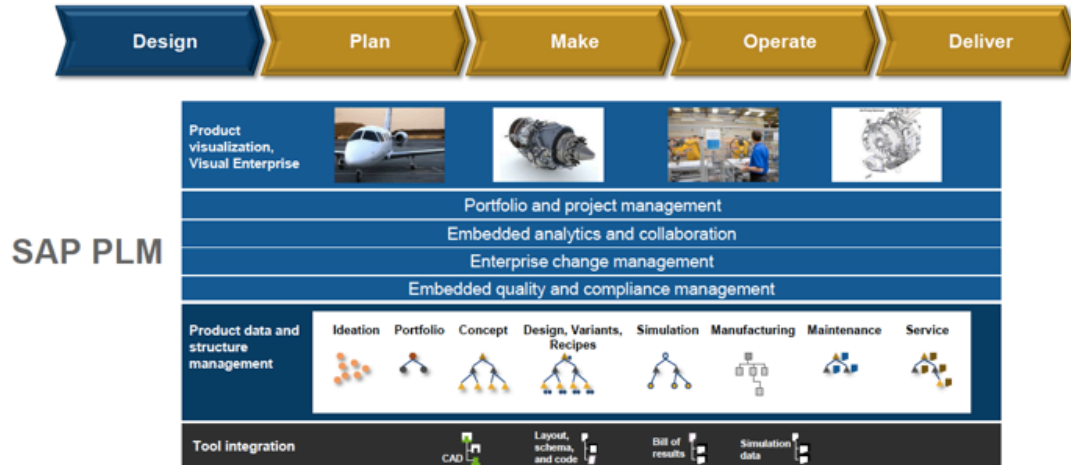 Design
Plan
Make
Operate
Deliver
SAP PLM
Product
visualization,
Visual Enterprise
Portfolio and project management
Embedded analytics and collaboration
Enterprise change management
Embedded quality and compliance management
Product data and
structure
management
Ideation
Portfolio
Concept
Design, Variants,
Recipes
Simulation
Manufacturing
Maintenance
Service
Tool integration
CAD
Layout,
schema,
and code
Bill of
results
Simulation
data